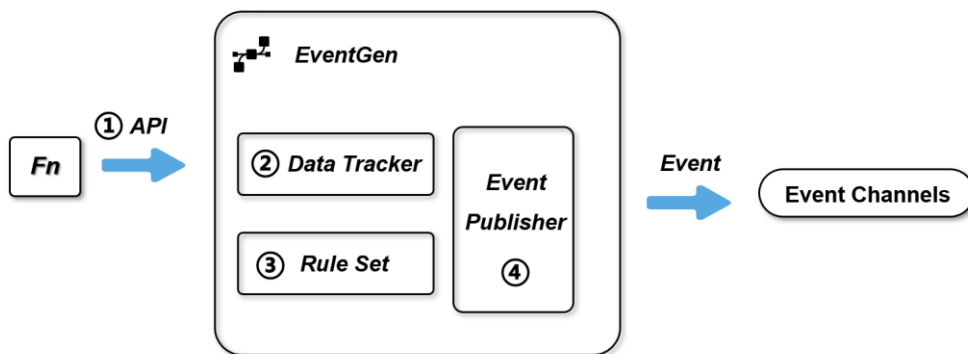 EventGen
① API
Fn
② Data Tracker
③ Rule Set
Event
Publisher
④
Event
Event Channels